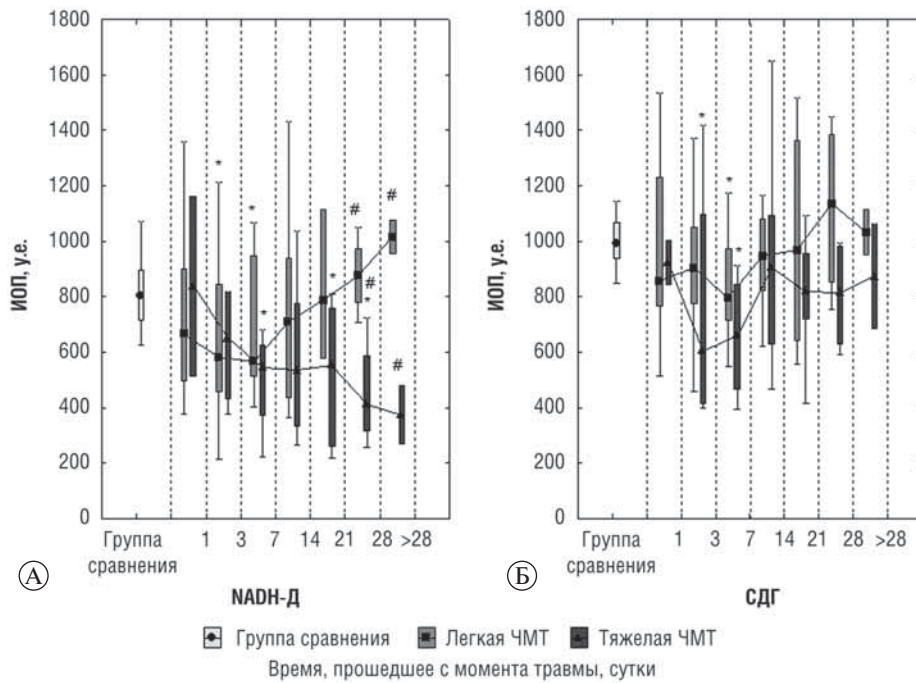 ИОП, у.е.
1800
1600
1400
1200
1000
800
600
400
200
0
* * * * * # # # #
Группа сравнения
1 3 7 14 21 28 >28
А
NADH-Д
ИОП, у.е.
1800
1600
1400
1200
1000
800
600
400
200
0
* * *
Группа сравнения
1 3 7 14 21 28 >28
Б
СДГ
Группа сравнения Легкая ЧМТ Тяжелая ЧМТ
Время, прошедшее с момента травмы, сутки